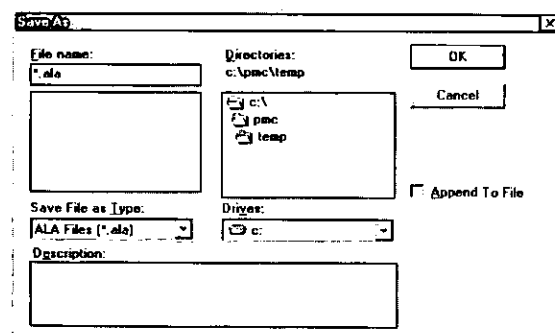 Save As
File name:
*.ala
Directories:
c:\pmc\temp
c:\
pmc
temp
OK
Cancel
Append To File
Save File as Type:
ALA Files (*.ala)
Drives:
c:
Description: